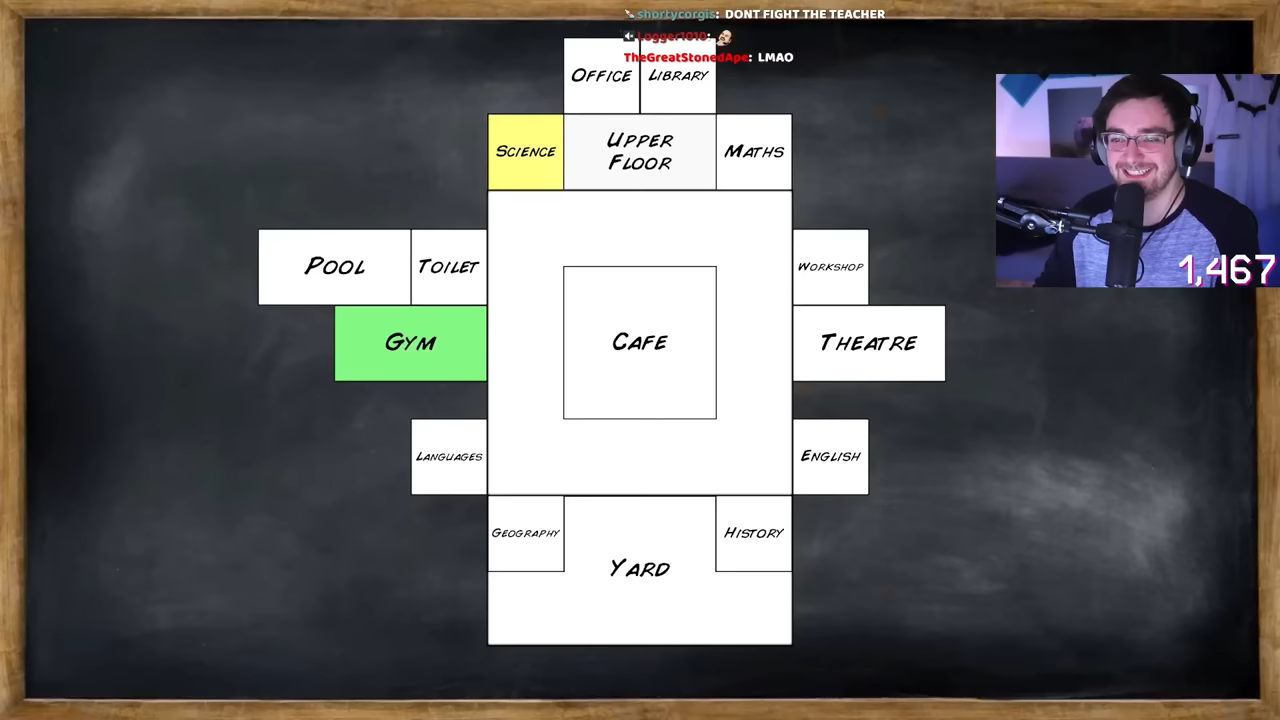 shortycorgis: DONT FIGHT THE TEACHER
Logger1010:
TheGreatStonedApe: LMAO
OFFICE
LIBRARY
SCIENCE
UPPER
FLOOR
MATHS
POOL
TOILET
WORKSHOP
1,467
GYM
CAFE
THEATRE
LANGUAGES
ENGLISH
GEOGRAPHY
HISTORY
YARD